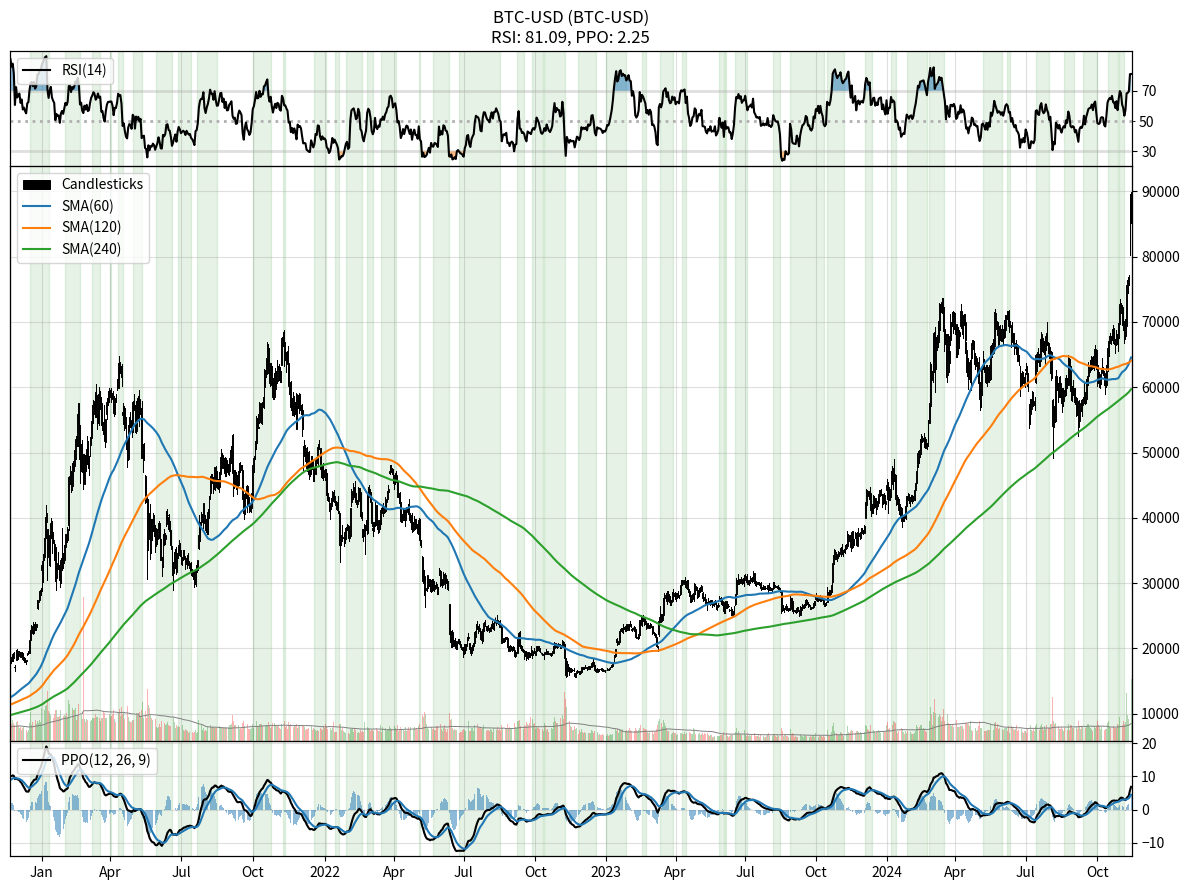 BTC-USD (BTC-USD)
RSI: 81.09, PPO: 2.25
RSI(14)
70
50
30
Candlesticks
SMA(60)
SMA(120)
SMA(240)
90000
80000
70000
60000
50000
40000
30000
20000
10000
PPO(12, 26, 9)
20
10
0
−10
Jan Apr Jul Oct 2022 Apr Jul Oct 2023 Apr Jul Oct 2024 Apr Jul Oct